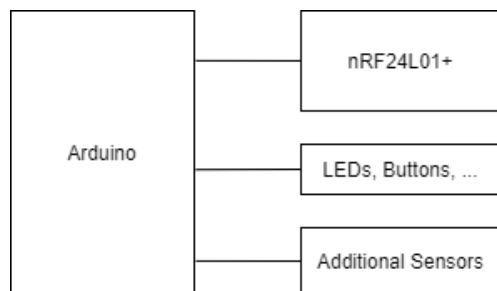 nRF24L01+
Arduino
LEDs, Buttons, ...
Additional Sensors